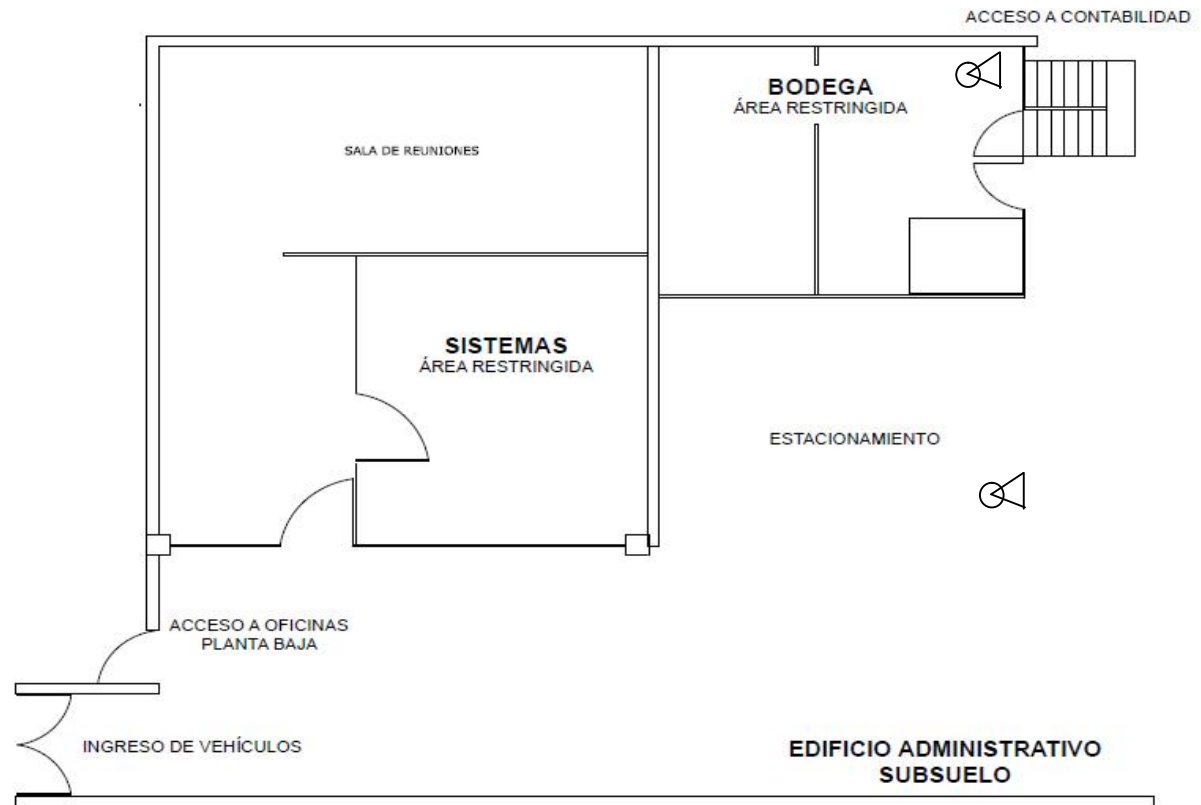 ACCESO A CONTABILIDAD
BODEGA
ÁREA RESTRINGIDA
SALA DE REUNIONES
SISTEMAS
ÁREA RESTRINGIDA
ESTACIONAMIENTO
ACCESO A OFICINAS
PLANTA BAJA
INGRESO DE VEHÍCULOS
EDIFICIO ADMINISTRATIVO
SUBSUELO